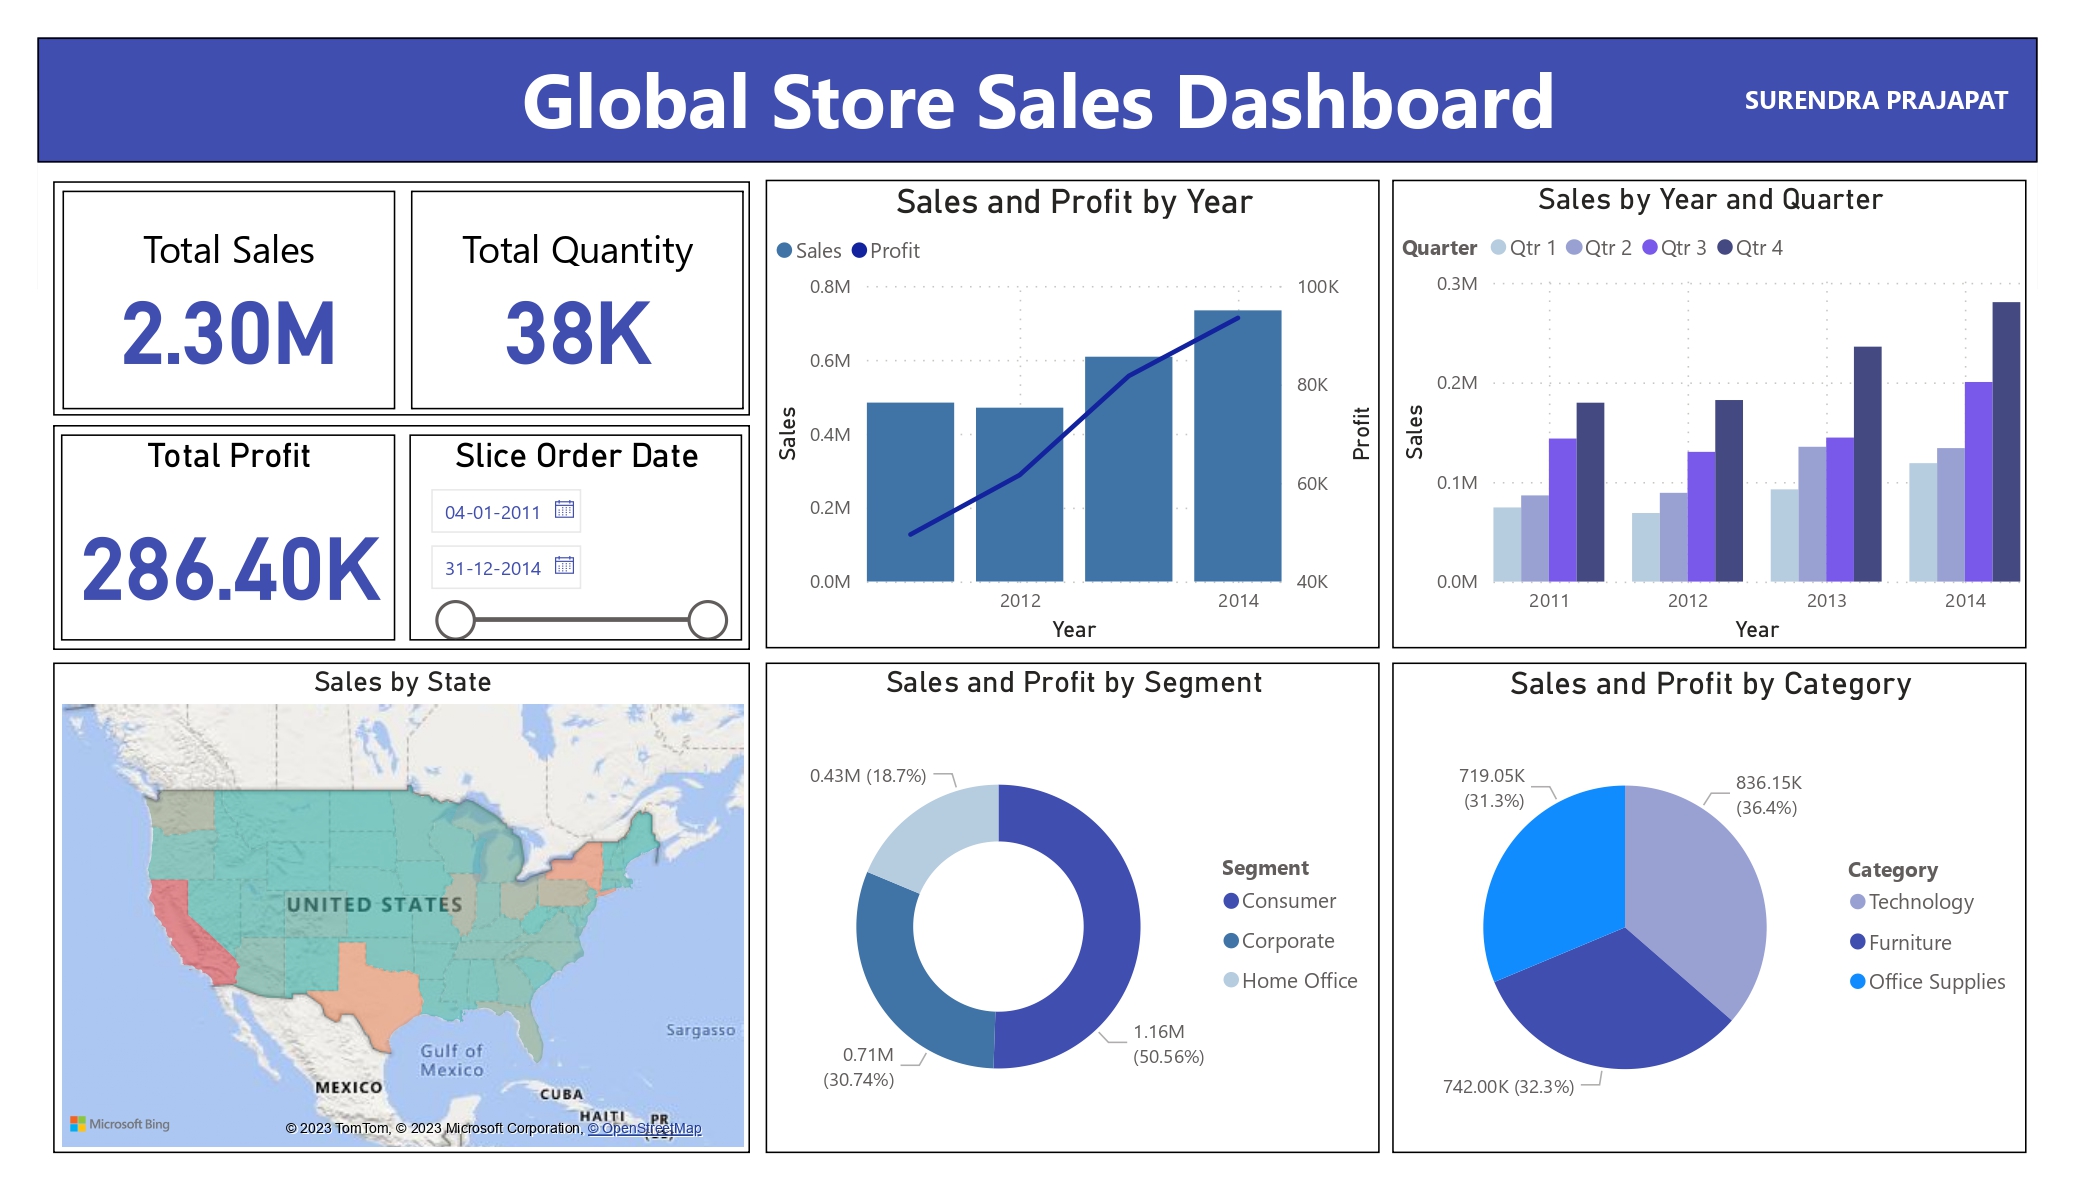 Global Store Sales Dashboard
SURENDRA PRAJAPAT
Total Sales
2.30M
Total Quantity
38K
Total Profit
286.40K
Slice Order Date
04-01-2011
31-12-2014
Sales and Profit by Year
Sales Profit
0.8M
0.6M
0.4M
0.2M
0.0M
Sales
100K
80K
60K
40K
Profit
2012 2014
Year
Sales by Year and Quarter
Quarter Qtr 1 Qtr 2 Qtr 3 Qtr 4
0.3M
0.2M
0.1M
0.0M
Sales
2011 2012 2013 2014
Year
Sales by State
UNITED STATES
Sargasso
Gulf of
Mexico
MEXICO
CUBA
HAITI
PR
Microsoft Bing
© 2023 TomTom, © 2023 Microsoft Corporation, © OpenStreetMap
Sales and Profit by Segment
0.43M (18.7%)
0.71M
(30.74%)
1.16M
(50.56%)
Segment
Consumer
Corporate
Home Office
Sales and Profit by Category
719.05K
(31.3%)
836.15K
(36.4%)
742.00K (32.3%)
Category
Technology
Furniture
Office Supplies